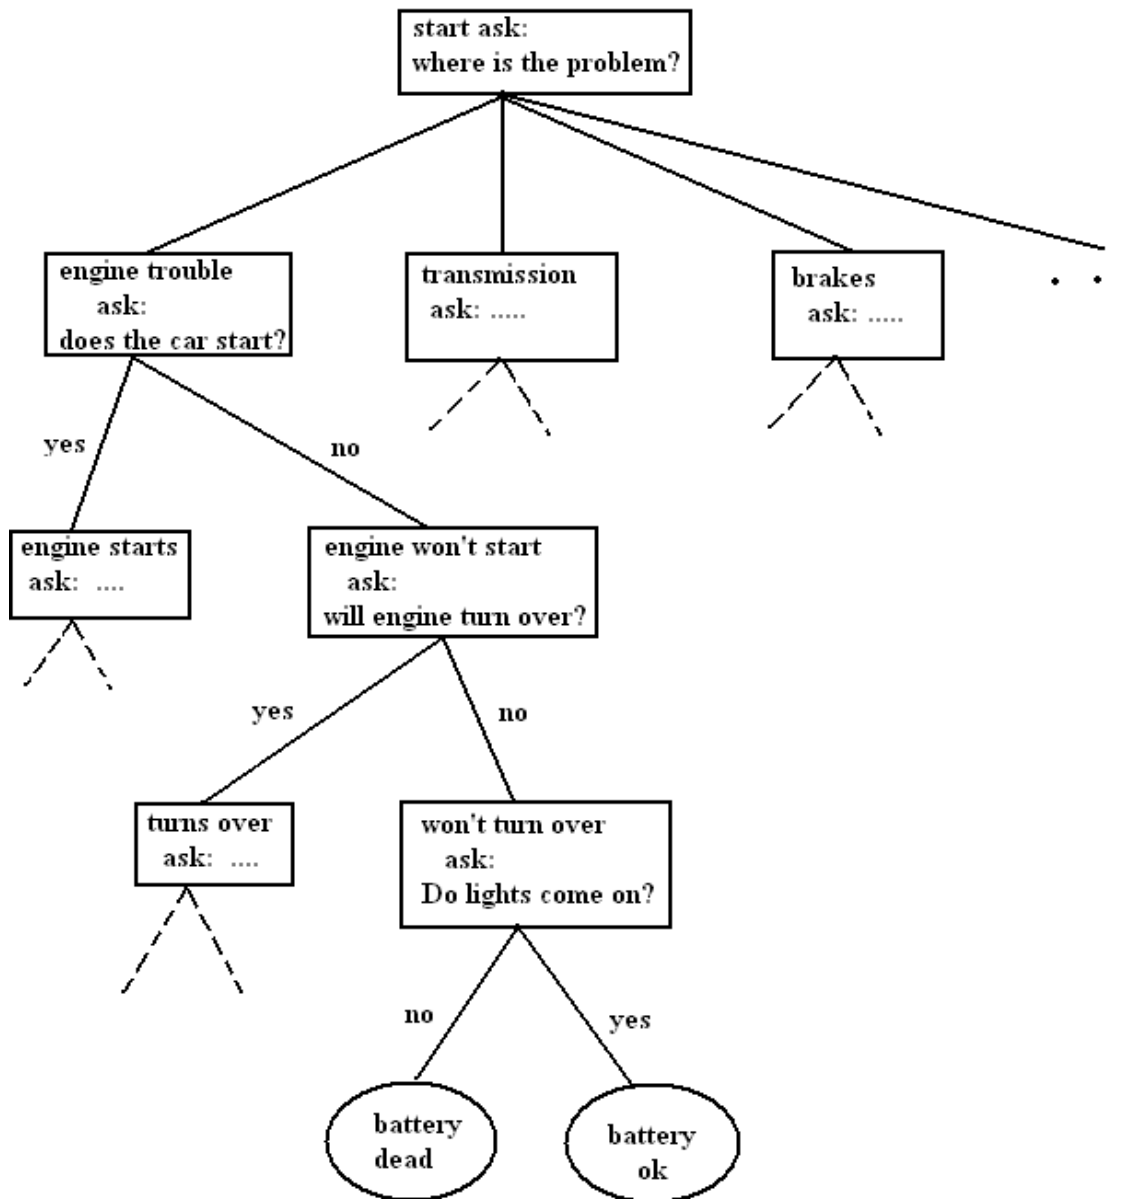 start ask:
where is the problem?
engine trouble
ask:
does the car start?
transmission
ask: .....
brakes
ask: .....
. .
yes
no
engine starts
ask: ....
engine won't start
ask:
will engine turn over?
yes
no
turns over
ask: ....
won't turn over
ask:
Do lights come on?
no
yes
battery
dead
battery
ok